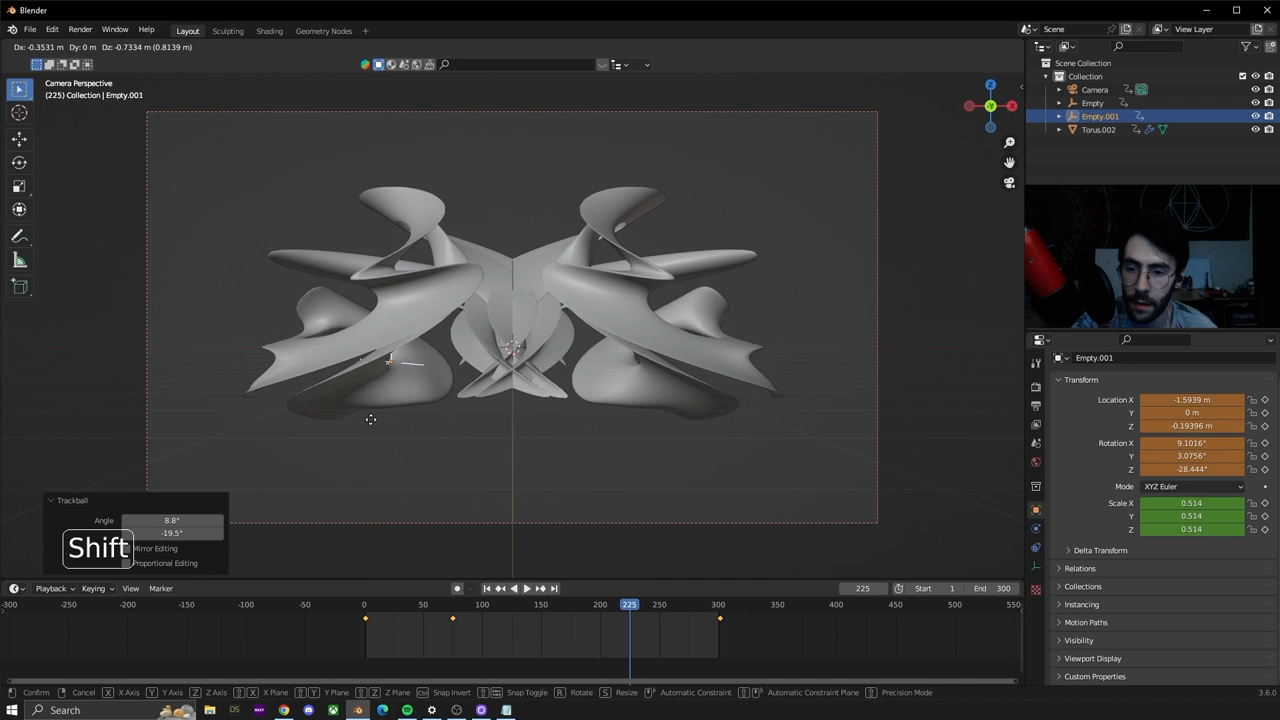 Blender
File Edit Render Window Help Layout Sculpting Shading Geometry Nodes + Scene View Layer
Dx: -0.3531 m Dy: 0 m Dz: -0.7334 m (0.8139 m)
Camera Perspective
(225) Collection | Empty.001
Z
Y
X
Scene Collection
Collection
Camera
Empty
Empty.001
Torus.002
Empty.001
Transform
Location X -1.5939 m
Y 0 m
Z -0.19396 m
Rotation X 9.1016°
Y 3.0756°
Z -28.444°
Mode XYZ Euler
Scale X 0.514
Y 0.514
Z 0.514
Delta Transform
Relations
Collections
Instancing
Motion Paths
Visibility
Viewport Display
Custom Properties
Trackball
Angle 8.8°
-19.5°
Mirror Editing
Proportional Editing
Shift
Playback Keying View Marker 225 Start 1 End 300
-300 -250 -200 -150 -100 -50 0 50 100 150 200 225 250 300 350 400 450 500 550
Confirm Cancel X X Axis Y Y Axis Z Z Axis X X Plane Y Y Plane Z Z Plane Snap Invert Snap Toggle R Rotate S Resize Automatic Constraint Automatic Constraint Plane Precision Mode 3.6.0
Search